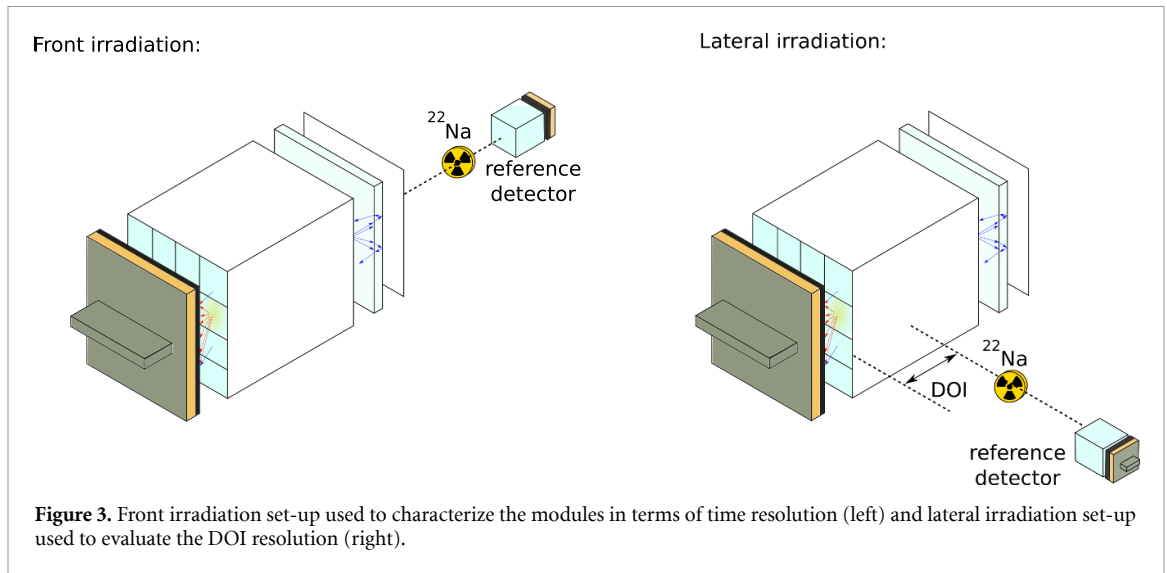 Front irradiation:
Lateral irradiation:
22Na
reference
detector
22Na
DOI
reference
detector
Figure 3. Front irradiation set-up used to characterize the modules in terms of time resolution (left) and lateral irradiation set-up
used to evaluate the DOI resolution (right).